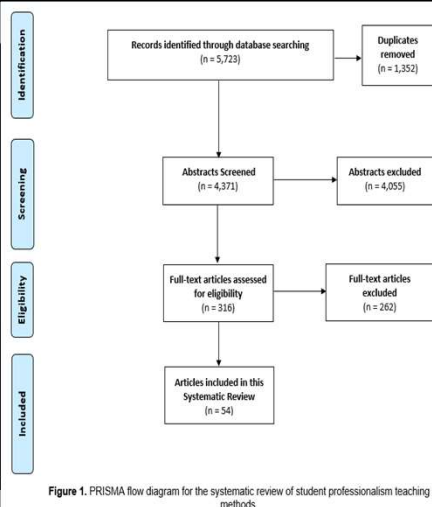 Identification
Records identified through database searching
(n = 5,723)
Duplicates
removed
(n = 1,352)
Screening
Abstracts Screened
(n = 4,371)
Abstracts excluded
(n = 4,055)
Eligibility
Full-text articles assessed
for eligibility
(n = 316)
Full-text articles
excluded
(n = 262)
Included
Articles included in this
Systematic Review
(n = 54)
Figure 1. PRISMA flow diagram for the systematic review of student professionalism teaching
methods.